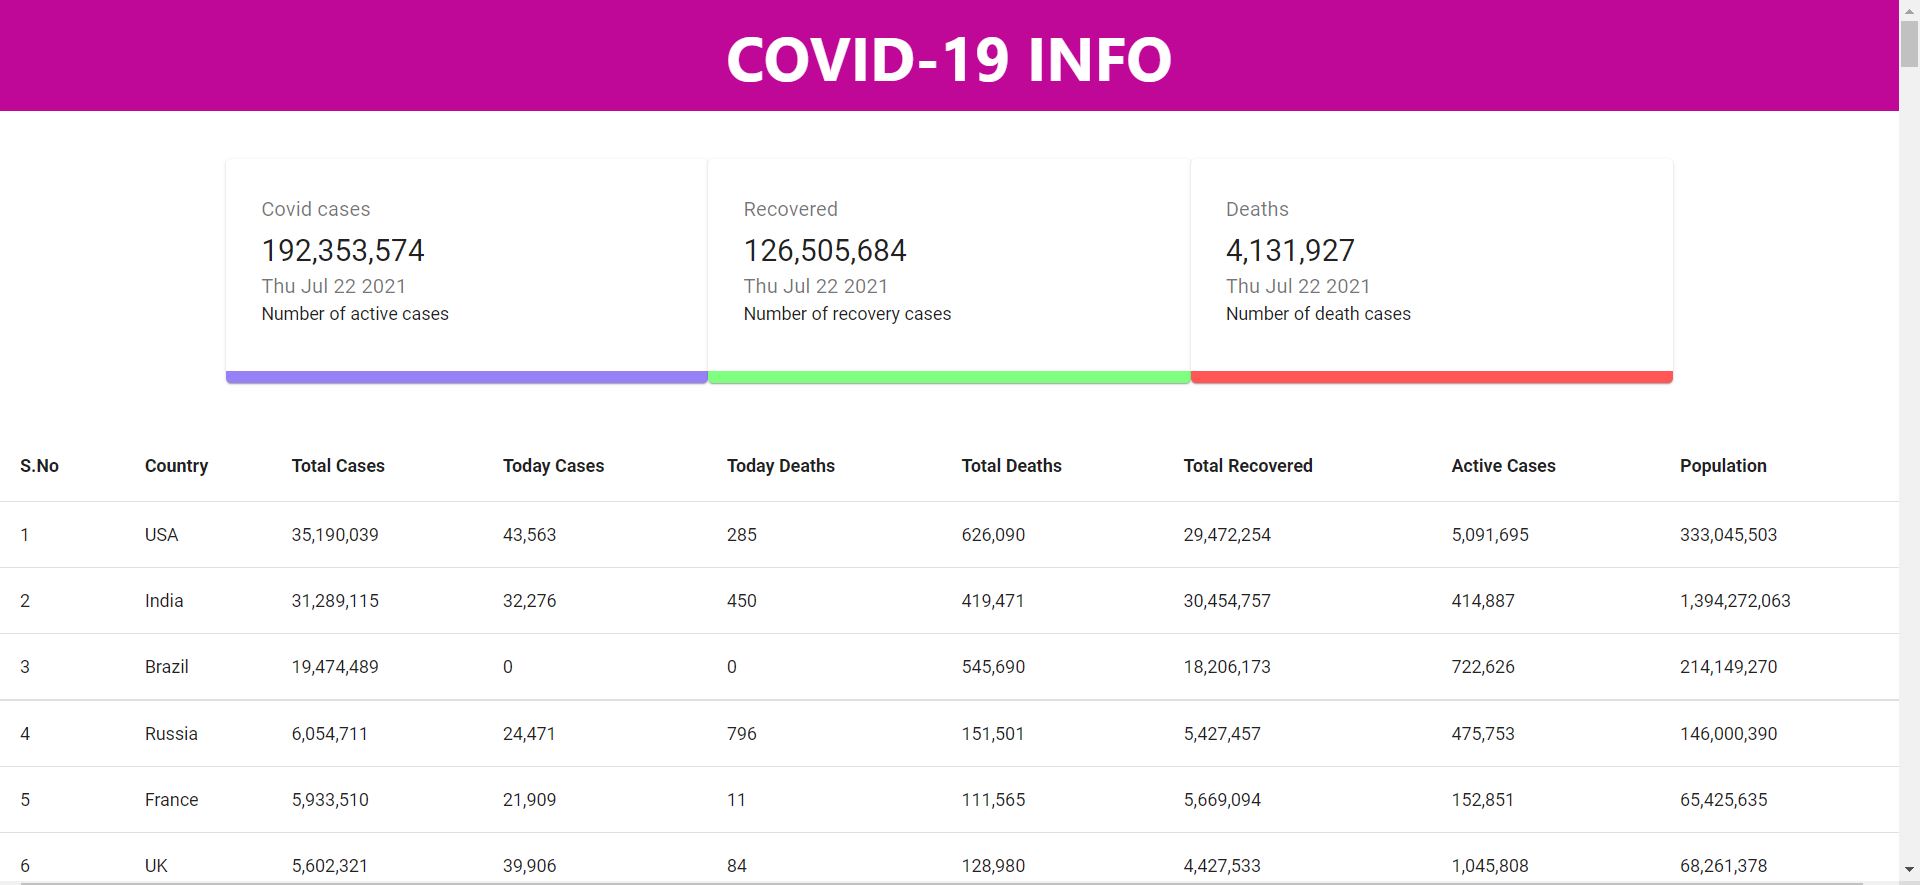 COVID-19 INFO
Covid cases
192,353,574
Thu Jul 22 2021
Number of active cases
Recovered
126,505,684
Thu Jul 22 2021
Number of recovery cases
Deaths
4,131,927
Thu Jul 22 2021
Number of death cases
S.No Country Total Cases Today Cases Today Deaths Total Deaths Total Recovered Active Cases Population
1 USA 35,190,039 43,563 285 626,090 29,472,254 5,091,695 333,045,503
2 India 31,289,115 32,276 450 419,471 30,454,757 414,887 1,394,272,063
3 Brazil 19,474,489 0 0 545,690 18,206,173 722,626 214,149,270
4 Russia 6,054,711 24,471 796 151,501 5,427,457 475,753 146,000,390
5 France 5,933,510 21,909 11 111,565 5,669,094 152,851 65,425,635
6 UK 5,602,321 39,906 84 128,980 4,427,533 1,045,808 68,261,378